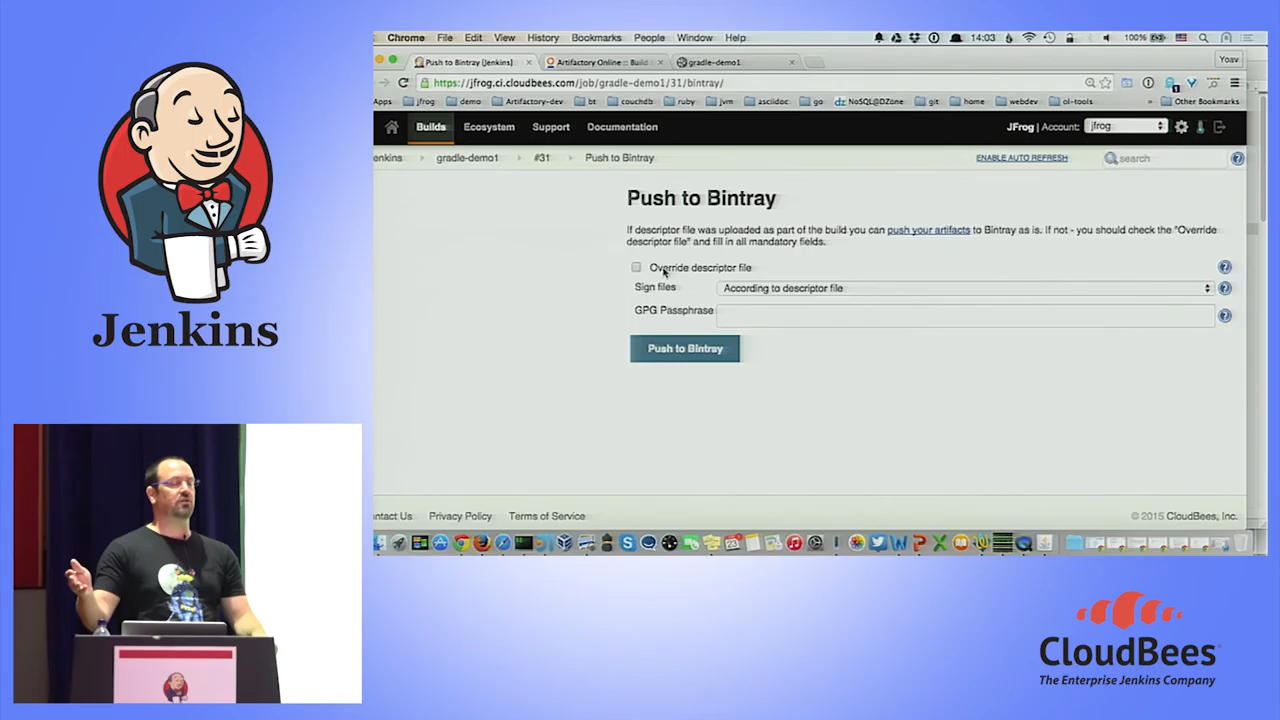 Jenkins
Chrome File Edit View History Bookmarks People Window Help 14:03 100%
Push to Bintray [Jenkins] Artifactory Online :: Build gradle-demo1 Yoav
https://jfrog.ci.cloudbees.com/job/gradle-demo1/31/bintray/
Apps jfrog demo Artifactory-dev bt couchdb ruby jvm asciidoc go NoSQL@DZone git home webdev ol-tools » Other Bookmarks
Builds Ecosystem Support Documentation JFrog | Account: jfrog
enkins gradle-demo1 #31 Push to Bintray ENABLE AUTO REFRESH search
Push to Bintray
If descriptor file was uploaded as part of the build you can push your artifacts to Bintray as is. If not - you should check the "Override
descriptor file" and fill in all mandatory fields.
Override descriptor file
Sign files According to descriptor file
GPG Passphrase
Push to Bintray
ntact Us Privacy Policy Terms of Service © 2015 CloudBees, Inc.
CloudBees
The Enterprise Jenkins Company